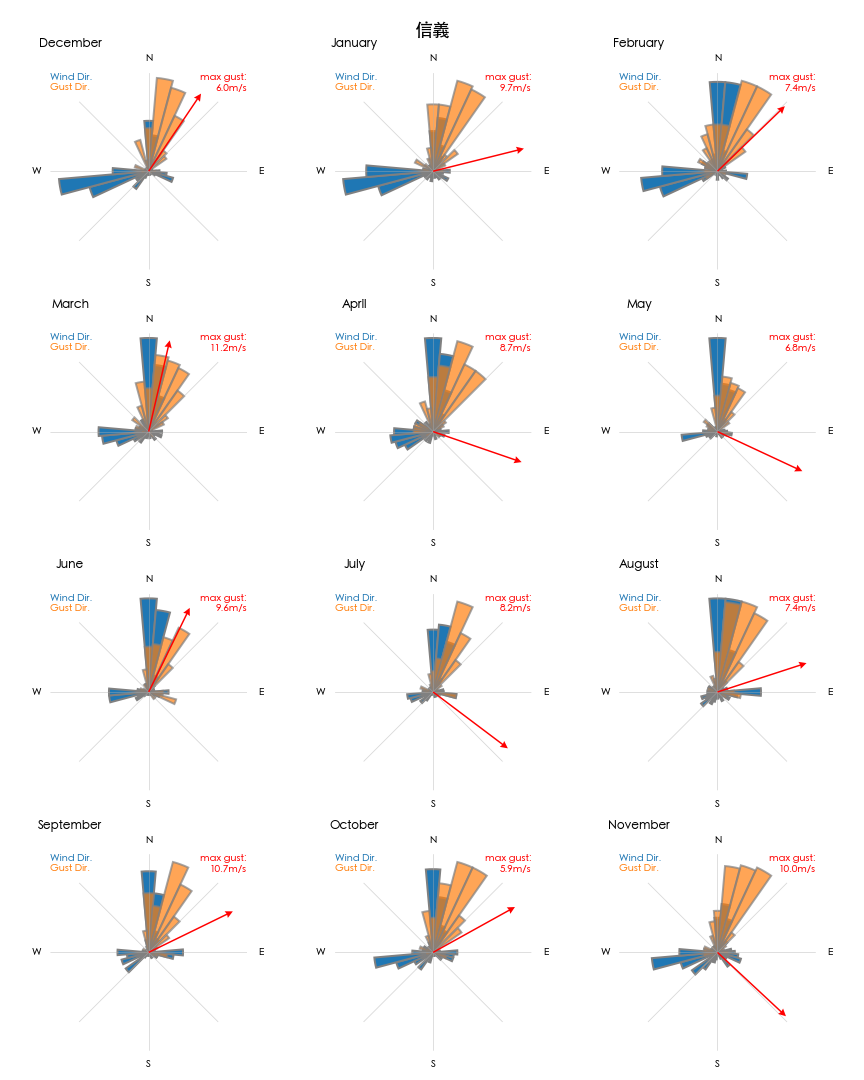 信義
December
January
February
N
N
N
Wind Dir.
Gust Dir.
max gust:
6.0m/s
Wind Dir.
Gust Dir.
max gust:
9.7m/s
Wind Dir.
Gust Dir.
max gust:
7.4m/s
W
E
W
E
W
E
S
S
S
March
April
May
N
N
N
Wind Dir.
Gust Dir.
max gust:
11.2m/s
Wind Dir.
Gust Dir.
max gust:
8.7m/s
Wind Dir.
Gust Dir.
max gust:
6.8m/s
W
E
W
E
W
E
S
S
S
June
July
August
N
N
N
Wind Dir.
Gust Dir.
max gust:
9.6m/s
Wind Dir.
Gust Dir.
max gust:
8.2m/s
Wind Dir.
Gust Dir.
max gust:
7.4m/s
W
E
W
E
W
E
S
S
S
September
October
November
N
N
N
Wind Dir.
Gust Dir.
max gust:
10.7m/s
Wind Dir.
Gust Dir.
max gust:
5.9m/s
Wind Dir.
Gust Dir.
max gust:
10.0m/s
W
E
W
E
W
E
S
S
S